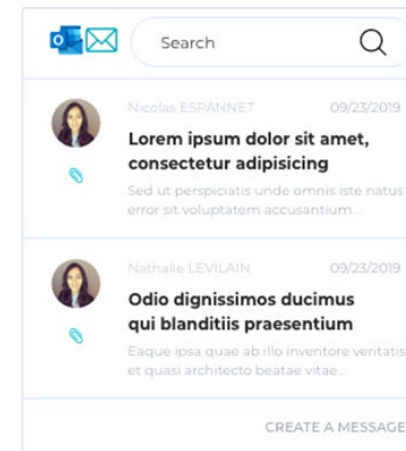 Search
Nicolas ESPANNET 09/23/2019
Lorem ipsum dolor sit amet,
consectetur adipisicing
Sed ut perspiciatis unde omnis iste natus
error sit voluptatem accusantium...
Nathalie LEVILAIN 09/23/2019
Odio dignissimos ducimus
qui blanditiis praesentium
Eaque ipsa quae ab illo inventore veritatis
et quasi architecto beatae vitae...
CREATE A MESSAGE